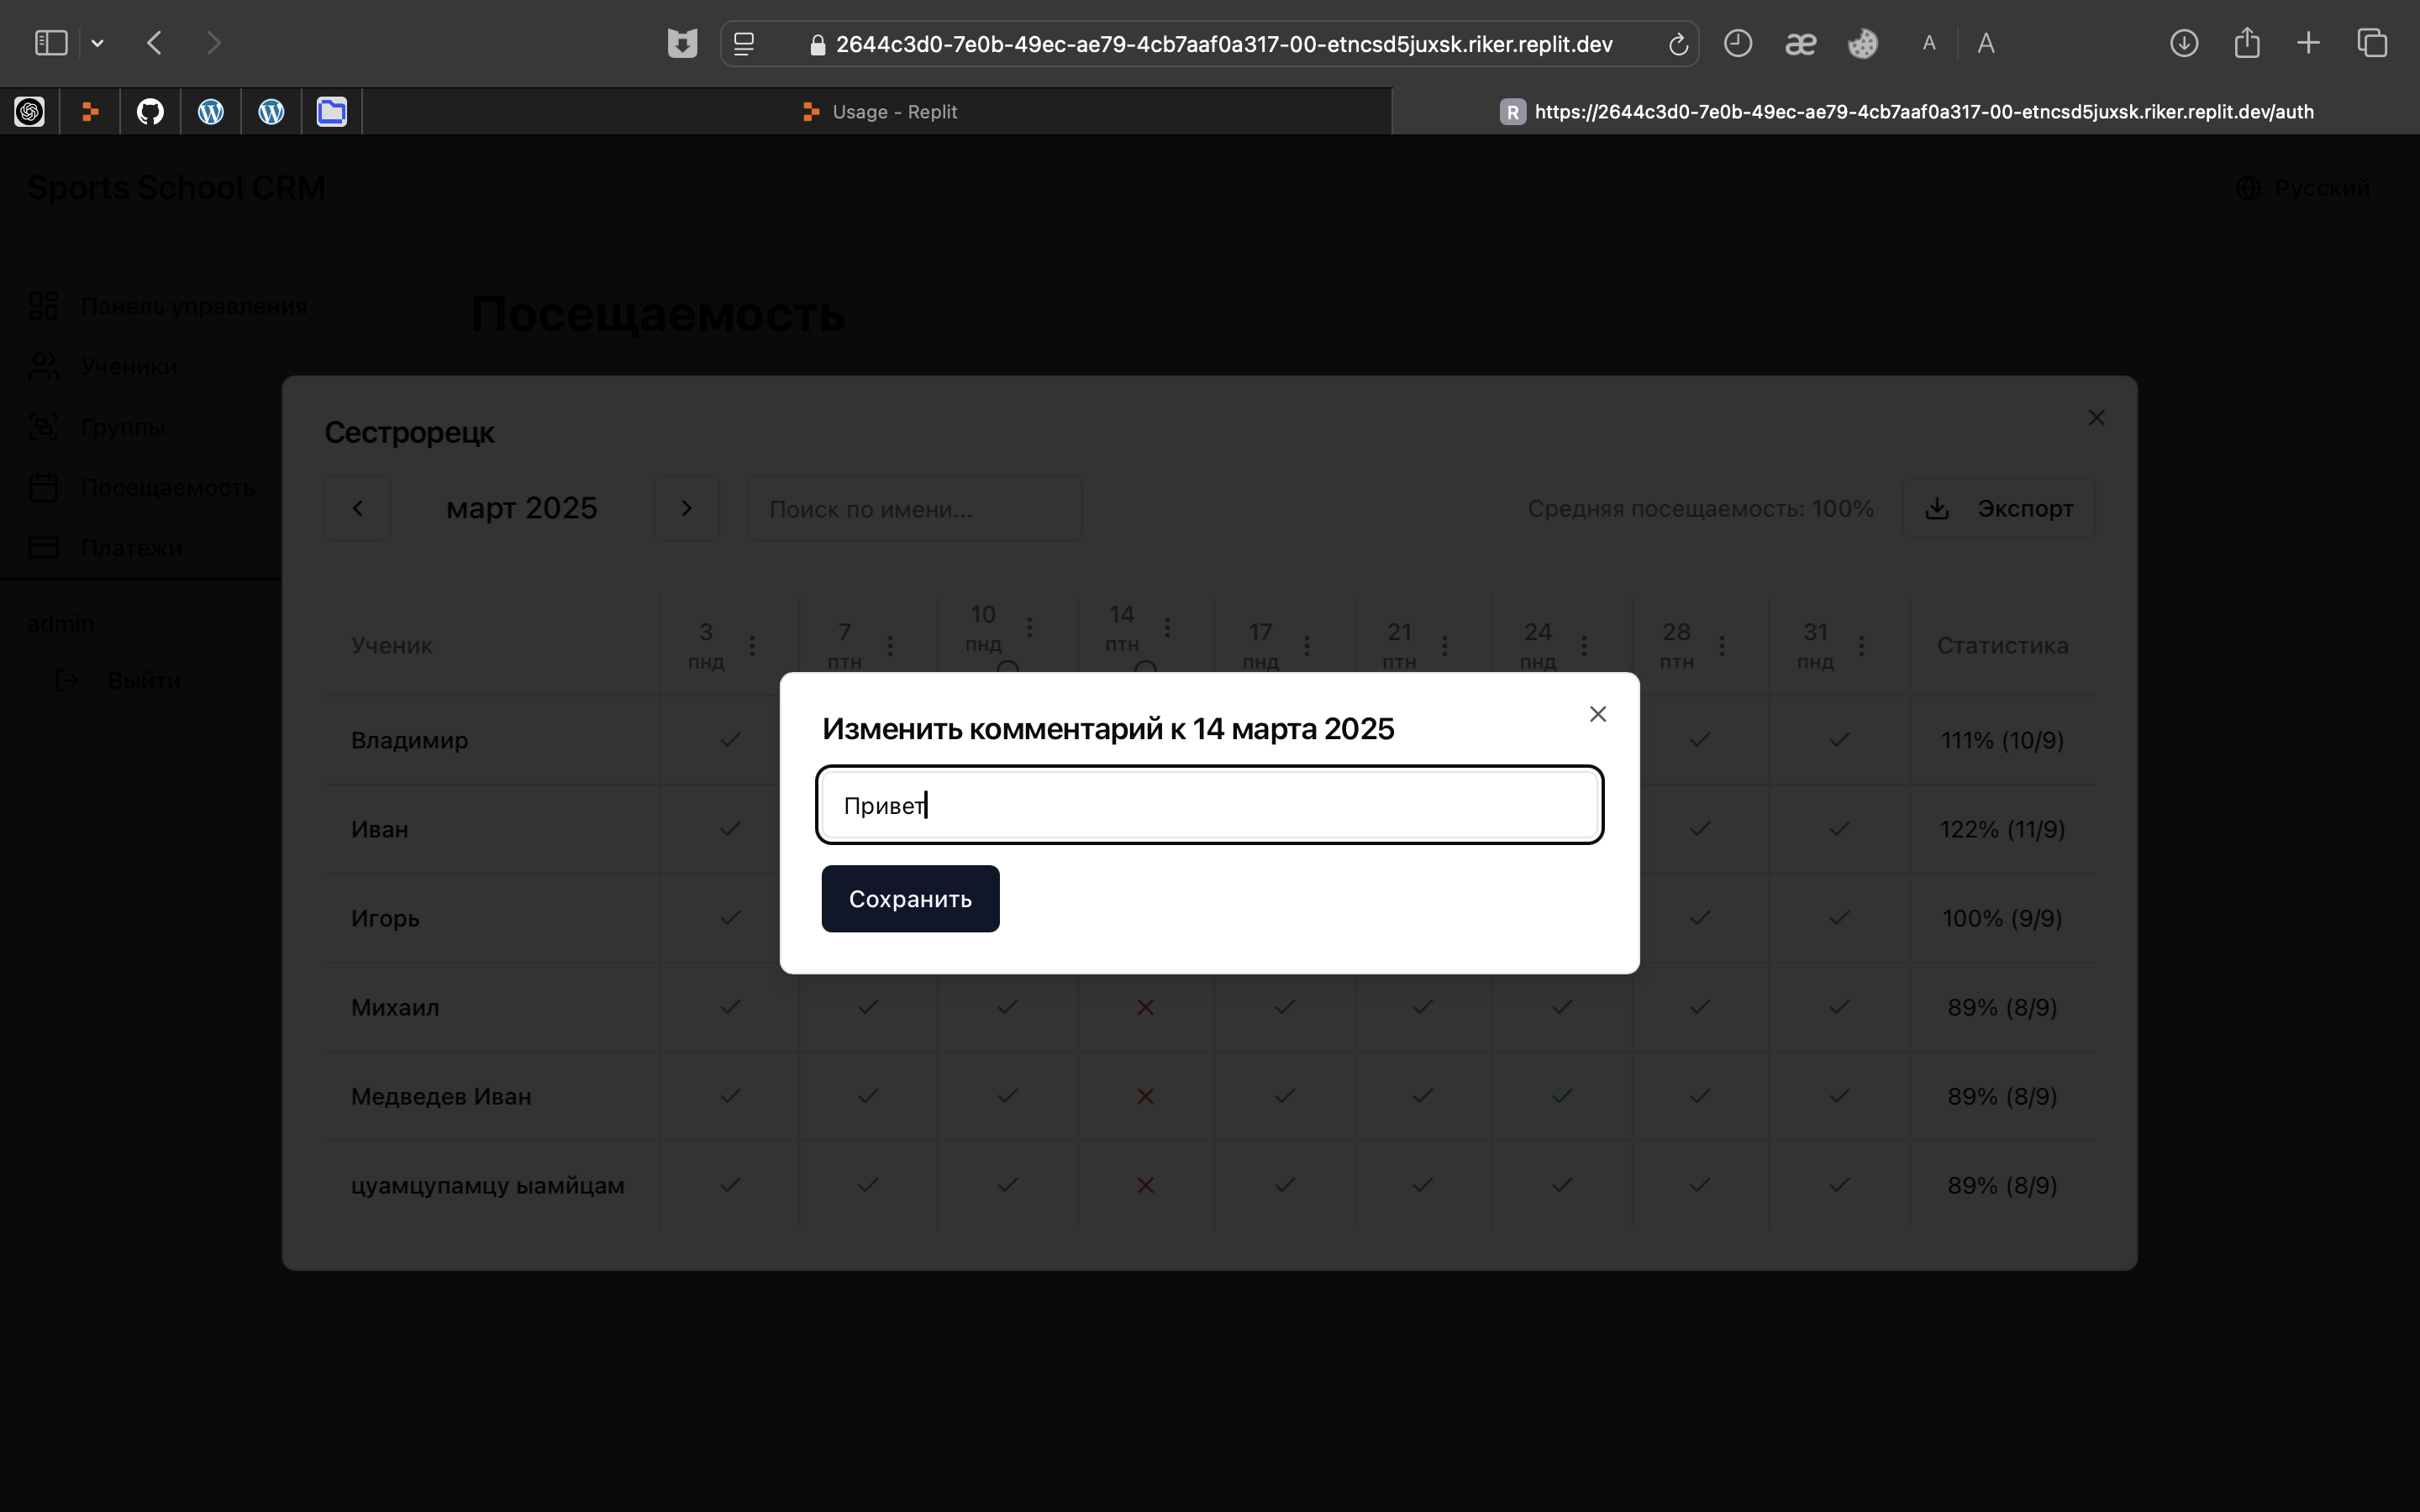 2644c3d0-7e0b-49ec-ae79-4cb7aaf0a317-00-etncsd5juxsk.riker.replit.dev
A A
Usage - Replit
R https://2644c3d0-7e0b-49ec-ae79-4cb7aaf0a317-00-etncsd5juxsk.riker.replit.dev/auth
Sports School CRM
Русский
Панель управления
Ученики
Группы
Посещаемость
Платежи
admin
Выйти
Посещаемость
Сестрорецк
март 2025
Поиск по имени...
Средняя посещаемость: 100%
Экспорт
Ученик
3 пнд
7 птн
10 пнд
14 птн
17 пнд
21 птн
24 пнд
28 птн
31 пнд
Статистика
Владимир 111% (10/9)
Иван 122% (11/9)
Игорь 100% (9/9)
Михаил 89% (8/9)
Медведев Иван 89% (8/9)
цуамцупамцу ыамйцам 89% (8/9)
Изменить комментарий к 14 марта 2025
Привет
Сохранить